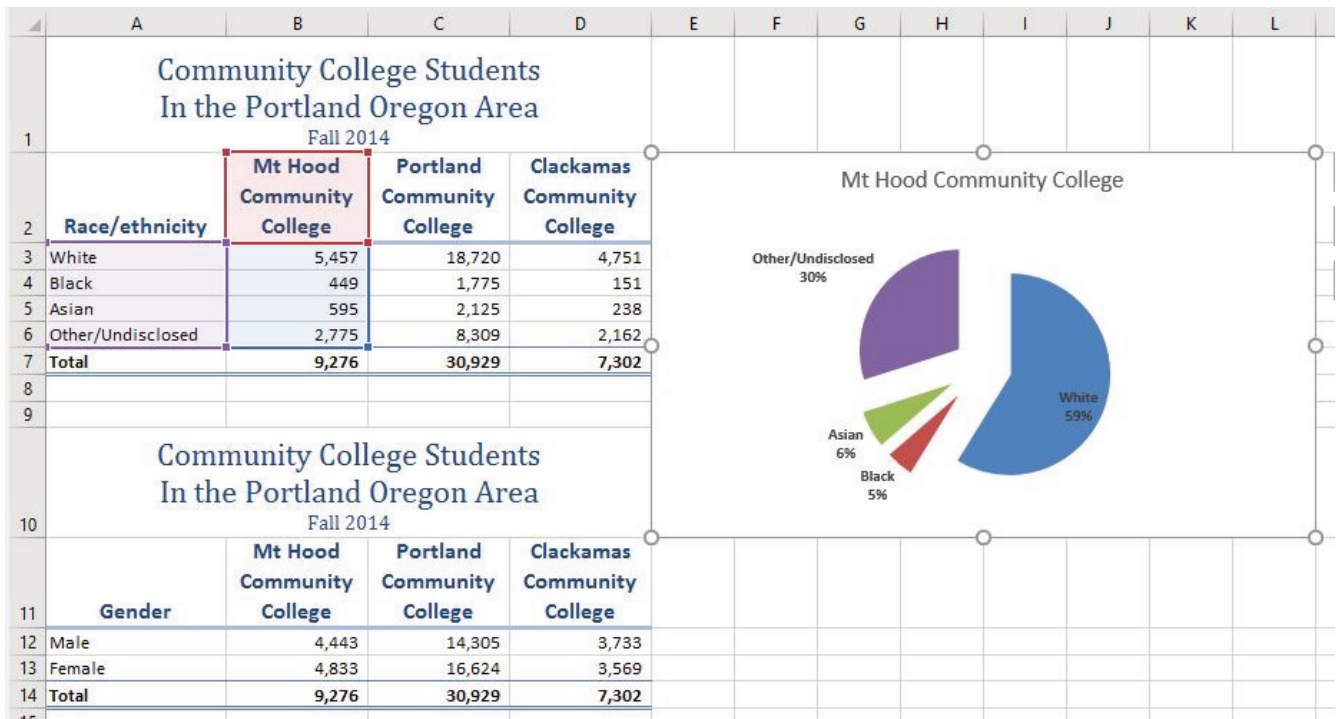 A B C D E F G H I J K L
Community College Students
In the Portland Oregon Area
1 Fall 2014
Mt Hood Portland Clackamas
Community Community Community
2 Race/ethnicity College College College
3 White 5,457 18,720 4,751
4 Black 449 1,775 151
5 Asian 595 2,125 238
6 Other/Undisclosed 2,775 8,309 2,162
7 Total 9,276 30,929 7,302
8
9
Community College Students
In the Portland Oregon Area
10 Fall 2014
Mt Hood Portland Clackamas
Community Community Community
11 Gender College College College
12 Male 4,443 14,305 3,733
13 Female 4,833 16,624 3,569
14 Total 9,276 30,929 7,302
Mt Hood Community College
Other/Undisclosed
30%
White
59%
Asian
6%
Black
5%